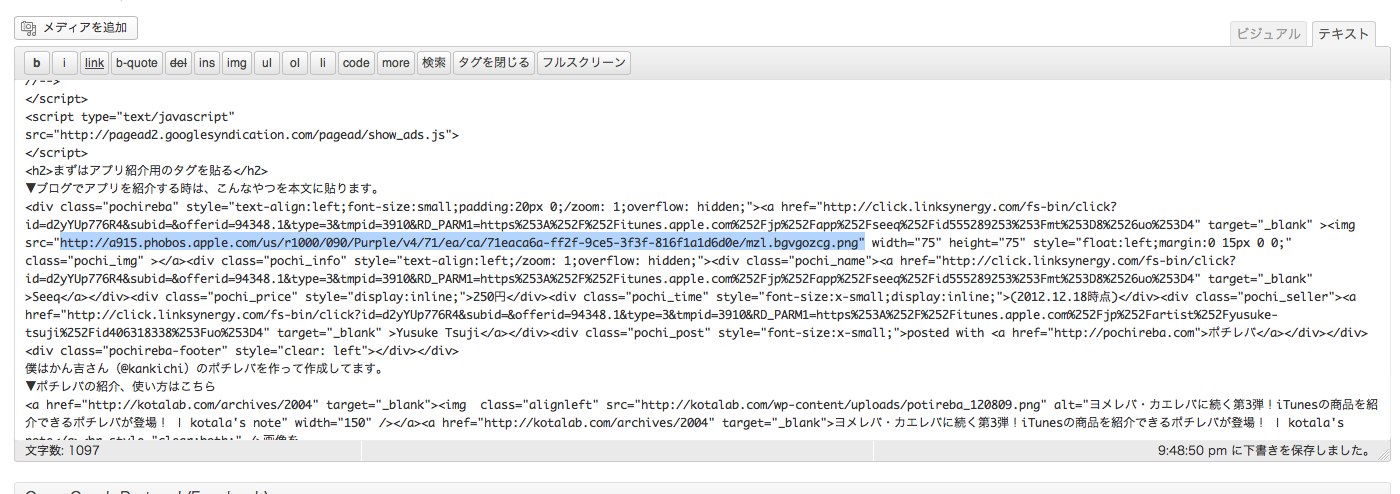 メディアを追加
ビジュアル テキスト
b i link b-quote del ins img ul ol li code more 検索 タグを閉じる フルスクリーン
//-->
</script>
<script type="text/javascript"
src="http://pagead2.googlesyndication.com/pagead/show_ads.js">
</script>
<h2>まずはアプリ紹介用のタグを貼る</h2>
▼ブログでアプリを紹介する時は、こんなやつを本文に貼ります。
<div class="pochireba" style="text-align:left;font-size:small;padding:20px 0;/zoom: 1;overflow: hidden;"><a href="http://click.linksynergy.com/fs-bin/click?
id=d2yYUp776R4&subid=&offerid=94348.1&type=3&tmpid=3910&RD_PARM1=https%253A%252F%252Fitunes.apple.com%252Fjp%252Fapp%252Fseeq%252Fid555289253%253Fmt%253D8%2526uo%253D4" target="_blank" ><img
src="http://a915.phobos.apple.com/us/r1000/090/Purple/v4/71/ea/ca/71eaca6a-ff2f-9ce5-3f3f-816f1a1d6d0e/mzl.bgvgozcg.png" width="75" height="75" style="float:left;margin:0 15px 0 0;"
class="pochi_img" ></a><div class="pochi_info" style="text-align:left;/zoom: 1;overflow: hidden;"><div class="pochi_name"><a href="http://click.linksynergy.com/fs-bin/click?
id=d2yYUp776R4&subid=&offerid=94348.1&type=3&tmpid=3910&RD_PARM1=https%253A%252F%252Fitunes.apple.com%252Fjp%252Fapp%252Fseeq%252Fid555289253%253Fmt%253D8%2526uo%253D4" target="_blank"
>Seeq</a></div><div class="pochi_price" style="display:inline;">250円</div><div class="pochi_time" style="font-size:x-small;display:inline;">(2012.12.18時点)</div><div class="pochi_seller"><a
href="http://click.linksynergy.com/fs-bin/click?id=d2yYUp776R4&subid=&offerid=94348.1&type=3&tmpid=3910&RD_PARM1=https%253A%252F%252Fitunes.apple.com%252Fjp%252Fartist%252Fyusuke-
tsuji%252Fid406318338%253Fuo%253D4" target="_blank" >Yusuke Tsuji</a></div><div class="pochi_post" style="font-size:x-small;">posted with <a href="http://pochireba.com">ポチレバ</a></div></div>
<div class="pochireba-footer" style="clear: left"></div></div>
僕はかん吉さん（@kankichi）のポチレバを作って作成してます。
▼ポチレバの紹介、使い方はこちら
<a href="http://kotalab.com/archives/2004" target="_blank"><img  class="alignleft" src="http://kotalab.com/wp-content/uploads/potireba_120809.png" alt="ヨメレバ・カエレバに続く第3弾！iTunesの商品を紹
介できるポチレバが登場！ | kotala's note" width="150" /></a><a href="http://kotalab.com/archives/2004" target="_blank">ヨメレバ・カエレバに続く第3弾！iTunesの商品を紹介できるポチレバが登場！ | kotala's
文字数: 1097 9:48:50 pm に下書きを保存しました。